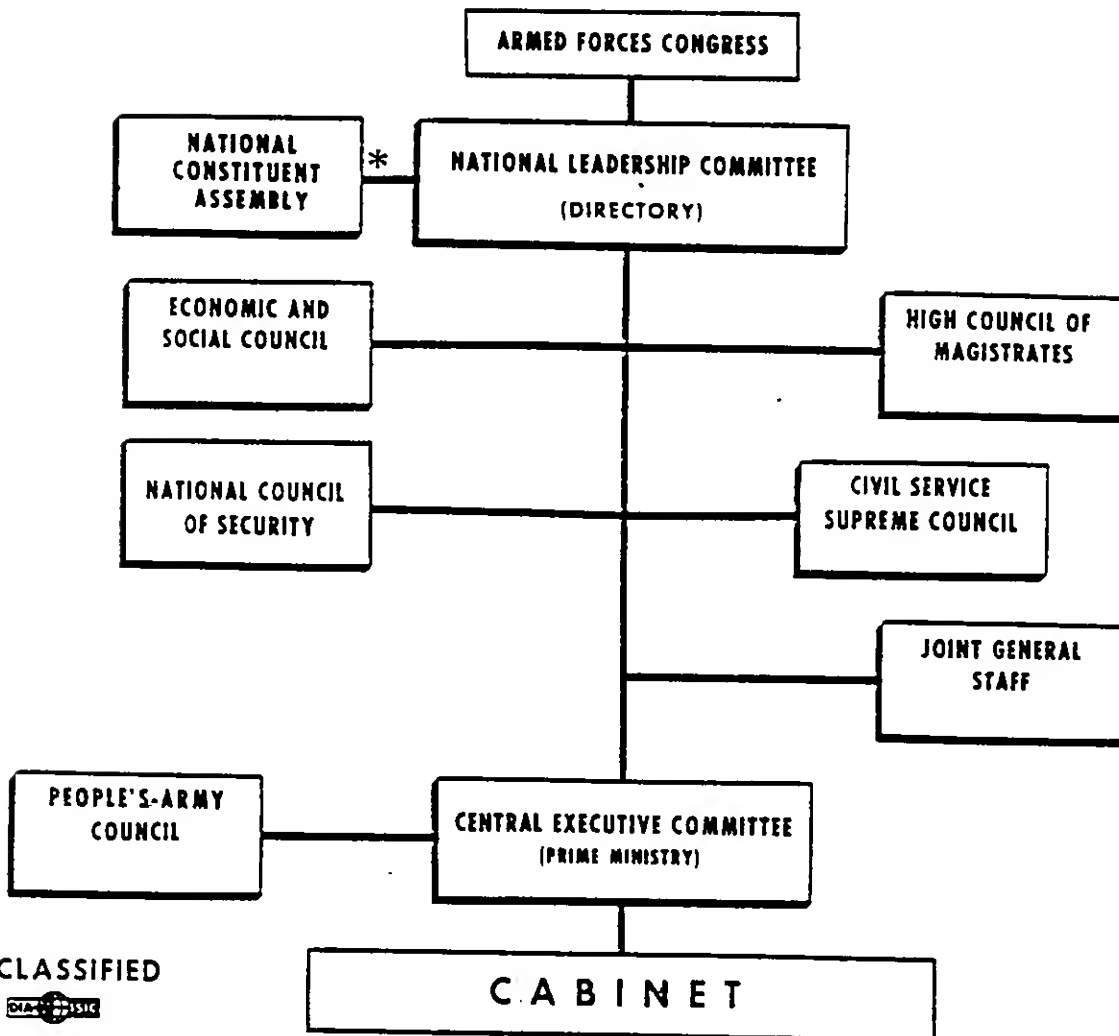 ARMED FORCES CONGRESS
NATIONAL
CONSTITUENT
ASSEMBLY
*
NATIONAL LEADERSHIP COMMITTEE
(DIRECTORY)
ECONOMIC AND
SOCIAL COUNCIL
HIGH COUNCIL OF
MAGISTRATES
NATIONAL COUNCIL
OF SECURITY
CIVIL SERVICE
SUPREME COUNCIL
JOINT GENERAL
STAFF
PEOPLE'S-ARMY
COUNCIL
CENTRAL EXECUTIVE COMMITTEE
(PRIME MINISTRY)
CLASSIFIED
DIA SSIC
CABINET